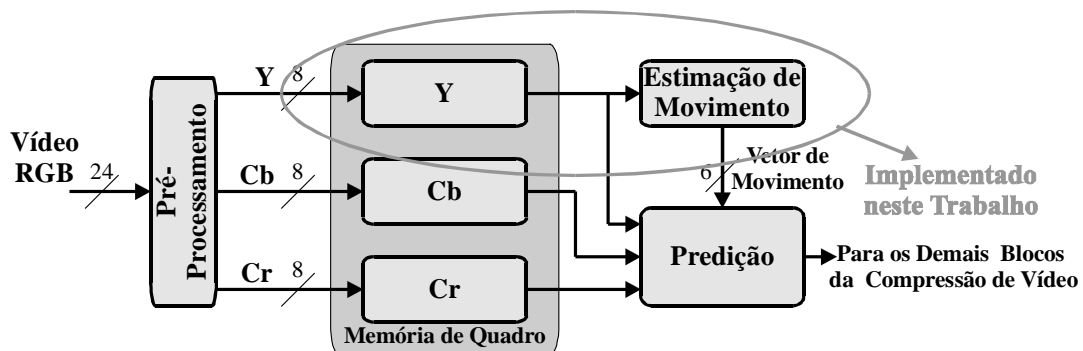 Vídeo
RGB
24
Pré-
Processamento
Y
8
Cb
8
Cr
8
Y
Cb
Cr
Memória de Quadro
Estimação de
Movimento
6
Vetor de
Movimento
Predição
Implementado
neste Trabalho
Para os Demais Blocos
da Compressão de Vídeo